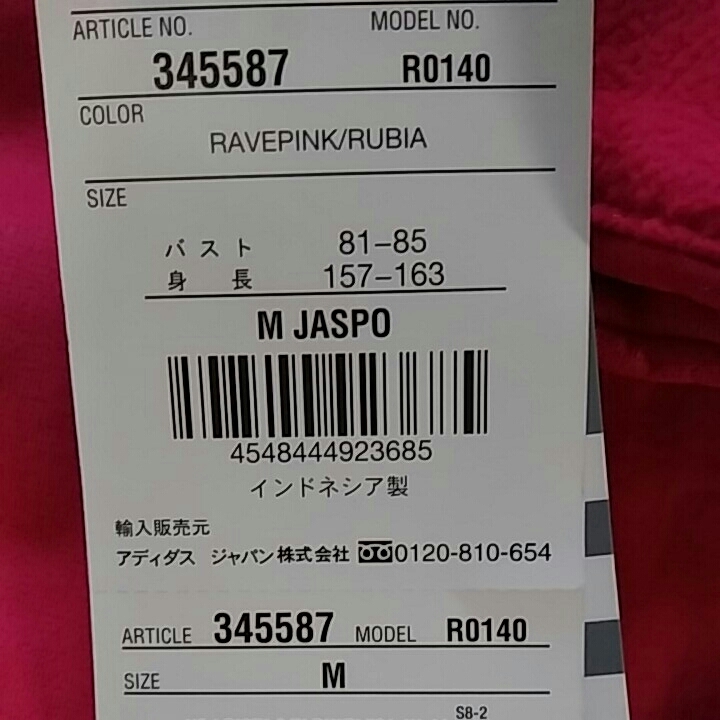 ARTICLE NO. MODEL NO.
345587 R0140
COLOR
RAVEPINK/RUBIA
SIZE
バスト 81-85
身長 157-163
M JASPO
4548444923685
インドネシア製
輸入販売元
アディダス ジャパン株式会社 0120-810-654
ARTICLE 345587 MODEL R0140
SIZE M
S8-2